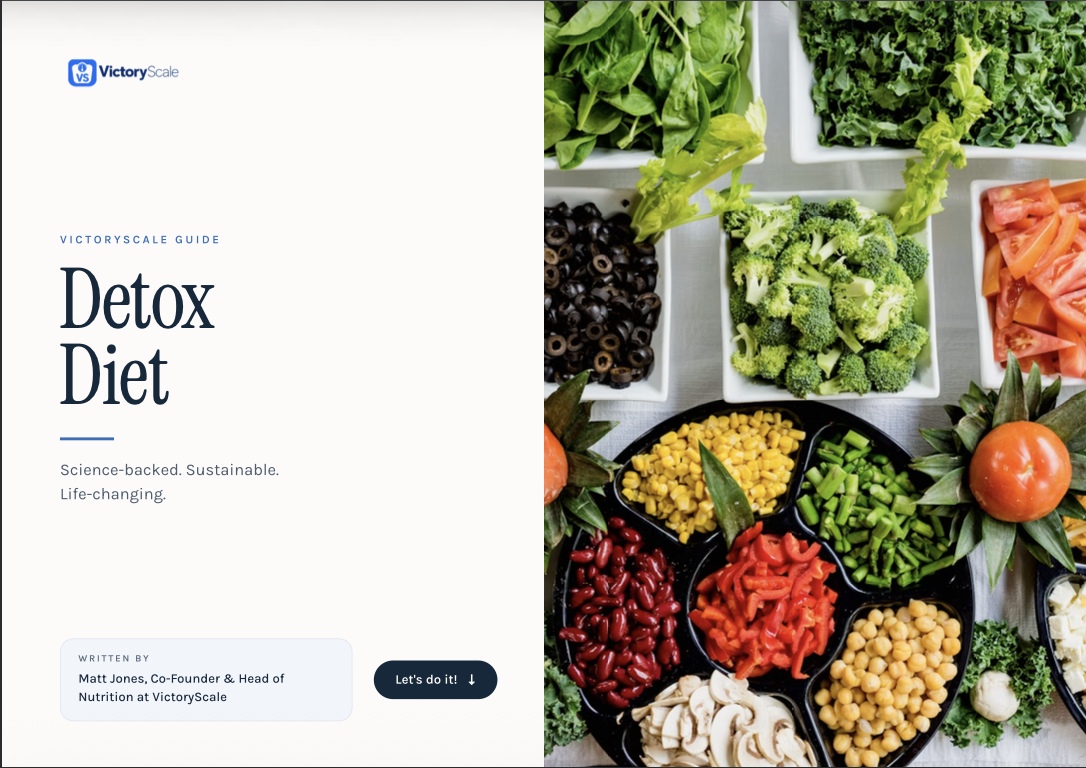 VS VictoryScale
VICTORYSCALE GUIDE
Detox
Diet
Science-backed. Sustainable.
Life-changing.
WRITTEN BY
Matt Jones, Co-Founder & Head of
Nutrition at VictoryScale
Let's do it! ↓